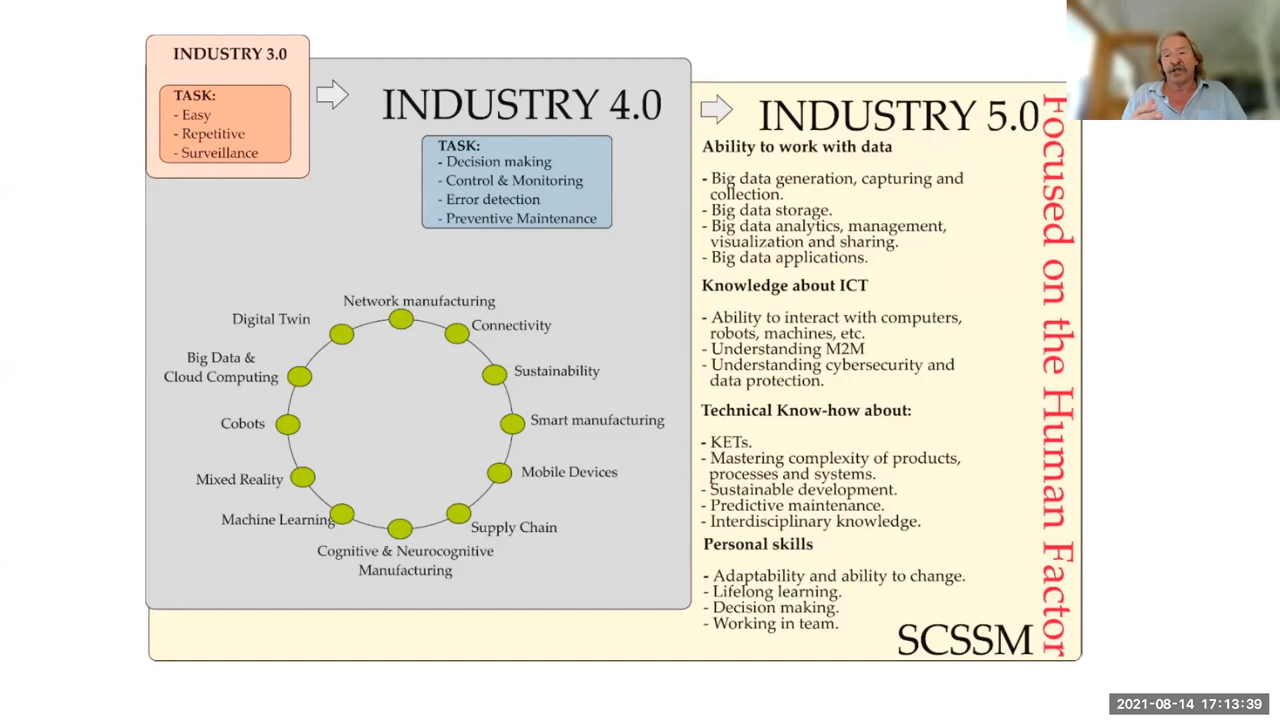 INDUSTRY 3.0
TASK:
- Easy
- Repetitive
- Surveillance
INDUSTRY 4.0
TASK:
- Decision making
- Control & Monitoring
- Error detection
- Preventive Maintenance
Network manufacturing
Connectivity
Sustainability
Smart manufacturing
Mobile Devices
Supply Chain
Cognitive & Neurocognitive
Manufacturing
Machine Learning
Mixed Reality
Cobots
Big Data &
Cloud Computing
Digital Twin
INDUSTRY 5.0
Ability to work with data
- Big data generation, capturing and
collection.
- Big data storage.
- Big data analytics, management,
visualization and sharing.
- Big data applications.
Knowledge about ICT
- Ability to interact with computers,
robots, machines, etc.
- Understanding M2M
- Understanding cybersecurity and
data protection.
Technical Know-how about:
- KETs.
- Mastering complexity of products,
processes and systems.
- Sustainable development.
- Predictive maintenance.
- Interdisciplinary knowledge.
Personal skills
- Adaptability and ability to change.
- Lifelong learning.
- Decision making.
- Working in team.
SCSSM
Focused on the Human Factor
2021-08-14 17:13:39